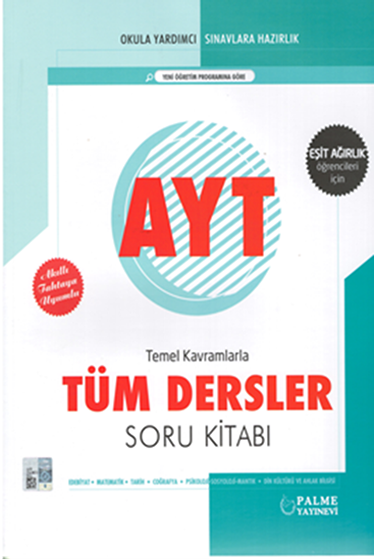 OKULA YARDIMCI SINAVLARA HAZIRLIK
YENİ ÖĞRETİM PROGRAMINA GÖRE
EŞİT AĞIRLIK
öğrencileri
için
AYT
Akıllı
Tahtaya
Uyumlu
Temel Kavramlarla
TÜM DERSLER
SORU KİTABI
EDEBİYAT • MATEMATİK • TARİH • COĞRAFYA • PSİKOLOJİ-SOSYOLOJİ-MANTIK • DİN KÜLTÜRÜ VE AHLAK BİLGİSİ
PALME
YAYINEVİ